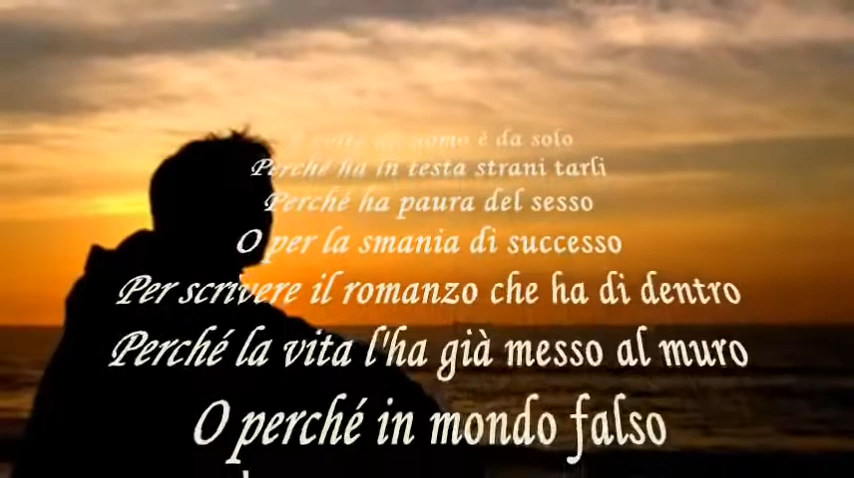 uomo è da solo
Perché ha in testa strani tarli
Perché ha paura del sesso
O per la smania di successo
Per scrivere il romanzo che ha di dentro
Perché la vita l'ha già messo al muro
O perché in mondo falso